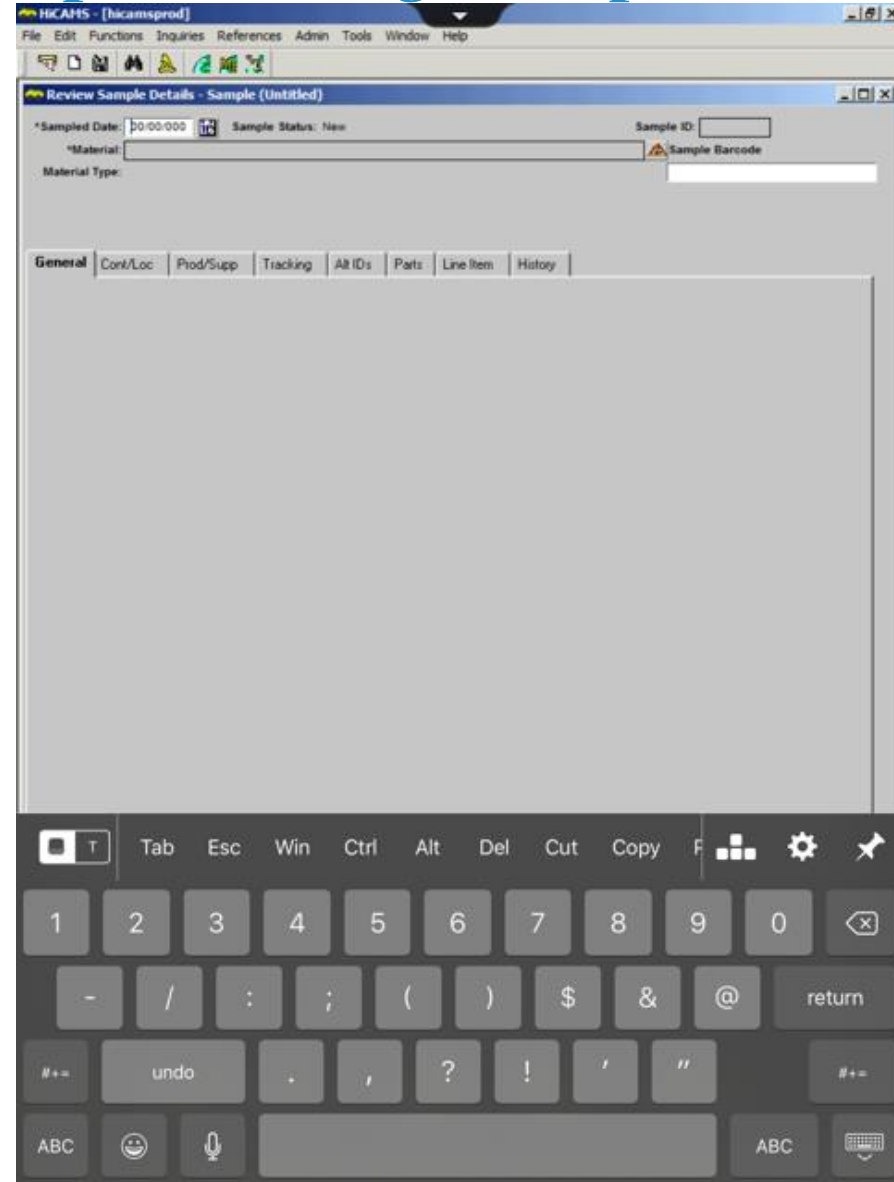 HiCAMS - [hicamsprod]
File Edit Functions Inquiries References Admin Tools Window Help
Review Sample Details - Sample (Untitled)
*Sampled Date: 00/00/000 Sample Status: New Sample ID:
*Material: Sample Barcode
Material Type:
General Cont/Loc Prod/Supp Tracking Alt IDs Parts Line Item History
T Tab Esc Win Ctrl Alt Del Cut Copy
1 2 3 4 5 6 7 8 9 0
- / : ; ( ) $ & @ return
#+= undo . , ? ! ' " #+=
ABC ABC